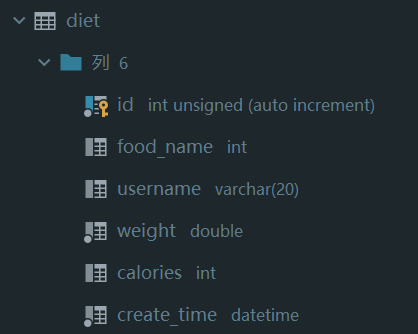 diet
列 6
id int unsigned (auto increment)
food_name int
username varchar(20)
weight double
calories int
create_time datetime